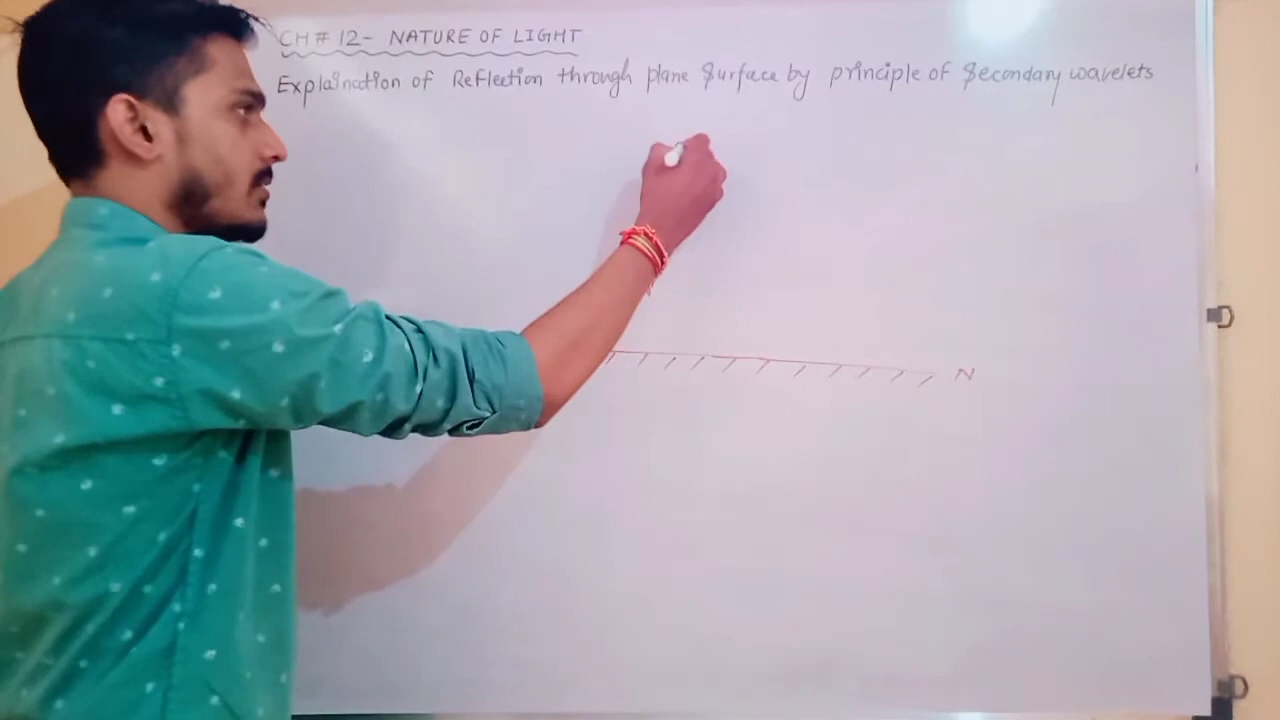 CH# 12- NATURE OF LIGHT
Explaination of Reflection through plane Surface by principle of Secondary wavelets
N